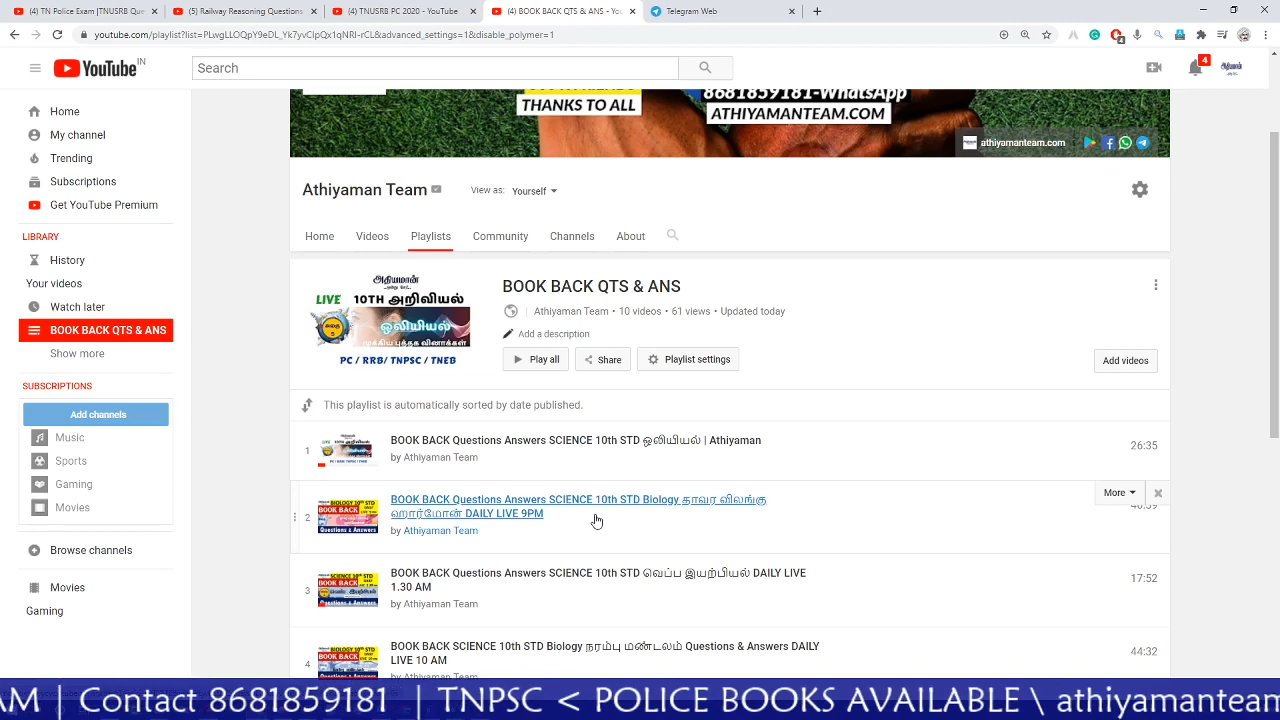 (4) TN Police Exam | TNUSRB Que
(5) Railway Reasoning Questions
(4) TNUSRB PC 2020 - YouTube
(4) BOOK BACK QTS & ANS - You
Telegram Web
youtube.com/playlist?list=PLwgLLOQpY9eDL_Yk7yvCIpQx1qNRI-rCL&advanced_settings=1&disable_polymer=1
YouTube IN
Search
4
Home
My channel
Trending
Subscriptions
Get YouTube Premium
LIBRARY
History
Your videos
Watch later
BOOK BACK QTS & ANS
Show more
SUBSCRIPTIONS
Add channels
Music
Sports
Gaming
Movies
Browse channels
Movies
Gaming
THANKS TO ALL
8681859181-WhatsApp
ATHIYAMANTEAM.COM
athiyamanteam.com
Athiyaman Team
View as: Yourself
Home Videos Playlists Community Channels About
அதியமான்
LIVE 10TH அறிவியல்
ஒலியியல்
முக்கிய புத்தக வினாக்கள்
PC / RRB/ TNPSC / TNEB
BOOK BACK QTS & ANS
Athiyaman Team • 10 videos • 61 views • Updated today
Add a description
Play all Share Playlist settings
Add videos
This playlist is automatically sorted by date published.
1
BOOK BACK Questions Answers SCIENCE 10th STD ஒலியியல் | Athiyaman
by Athiyaman Team
26:35
2
BOOK BACK Questions Answers SCIENCE 10th STD Biology தாவர விலங்கு
ஹார்மோன் DAILY LIVE 9PM
by Athiyaman Team
More
3
BOOK BACK Questions Answers SCIENCE 10th STD வெப்ப இயற்பியல் DAILY LIVE
1.30 AM
by Athiyaman Team
17:52
4
BOOK BACK SCIENCE 10th STD Biology நரம்பு மண்டலம் Questions & Answers DAILY
LIVE 10 AM
by Athiyaman Team
44:32
AM | Contact 8681859181 | TNPSC < POLICE BOOKS AVAILABLE \ athiyamanteam